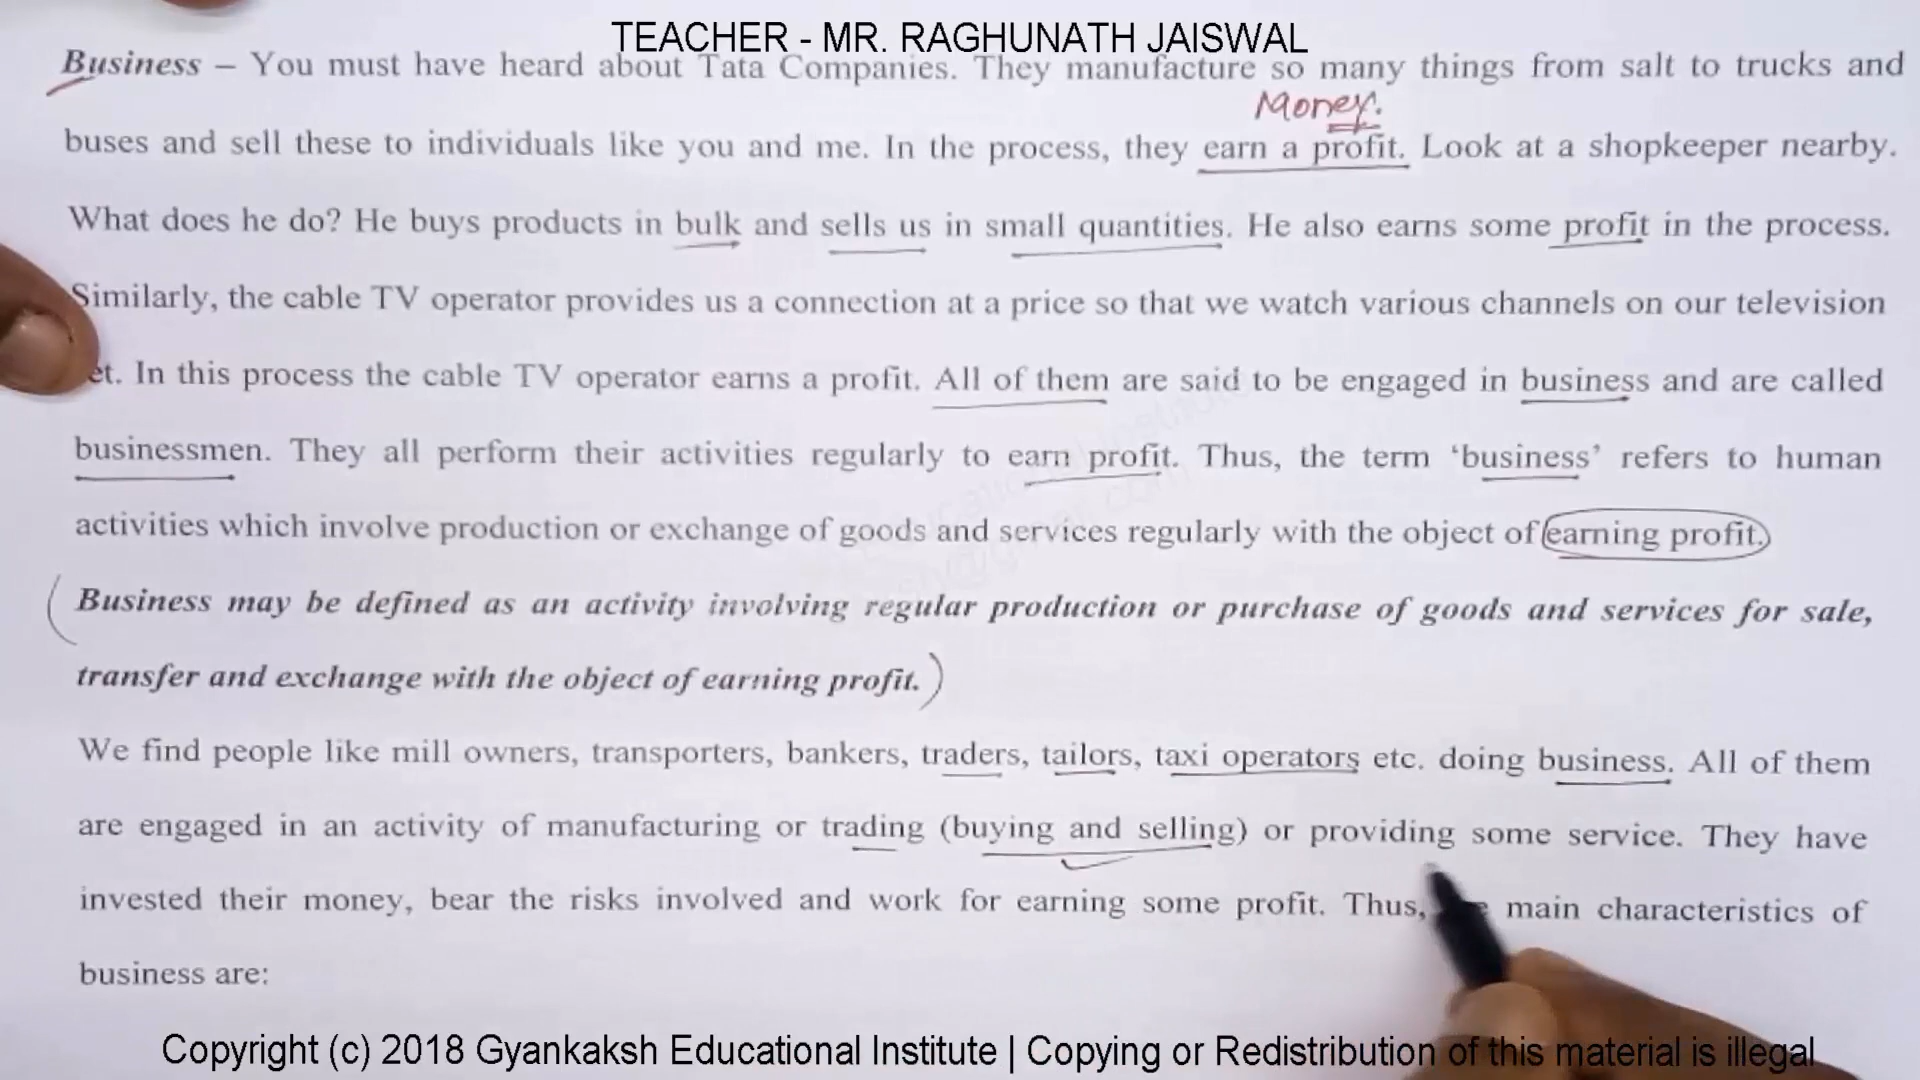 TEACHER - MR. RAGHUNATH JAISWAL
Business – You must have heard about Tata Companies. They manufacture so many things from salt to trucks and
Money.
buses and sell these to individuals like you and me. In the process, they earn a profit. Look at a shopkeeper nearby.
What does he do? He buys products in bulk and sells us in small quantities. He also earns some profit in the process.
Similarly, the cable TV operator provides us a connection at a price so that we watch various channels on our television
et. In this process the cable TV operator earns a profit. All of them are said to be engaged in business and are called
businessmen. They all perform their activities regularly to earn profit. Thus, the term ‘business’ refers to human
activities which involve production or exchange of goods and services regularly with the object of earning profit.
Business may be defined as an activity involving regular production or purchase of goods and services for sale,
transfer and exchange with the object of earning profit.
We find people like mill owners, transporters, bankers, traders, tailors, taxi operators etc. doing business. All of them
are engaged in an activity of manufacturing or trading (buying and selling) or providing some service. They have
invested their money, bear the risks involved and work for earning some profit. Thus, main characteristics of
business are:
Copyright (c) 2018 Gyankaksh Educational Institute | Copying or Redistribution of this material is illegal